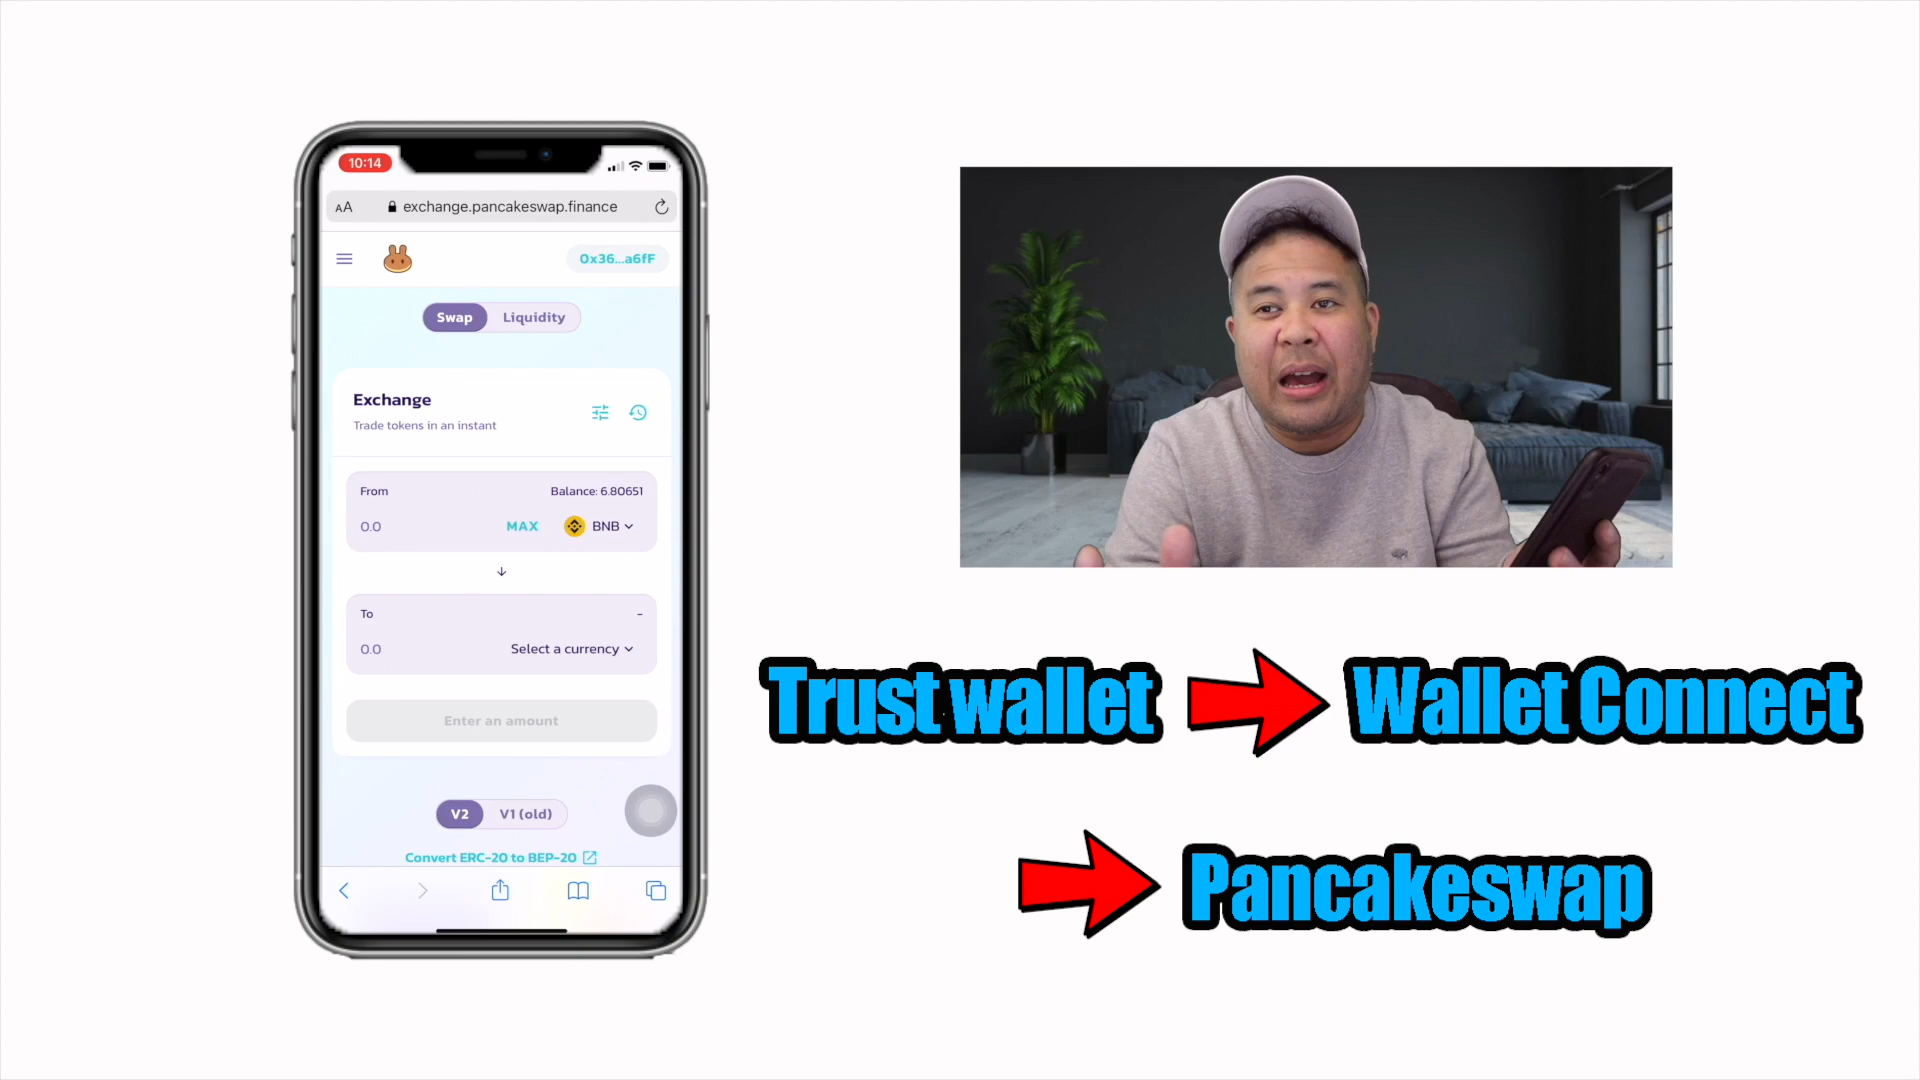 10:14
AA exchange.pancakeswap.finance
0x36...a6fF
Swap Liquidity
Exchange
Trade tokens in an instant
From Balance: 6.80651
0.0 MAX BNB
To -
0.0 Select a currency
Enter an amount
V2 V1 (old)
Convert ERC-20 to BEP-20
Trust wallet Wallet Connect
Pancakeswap